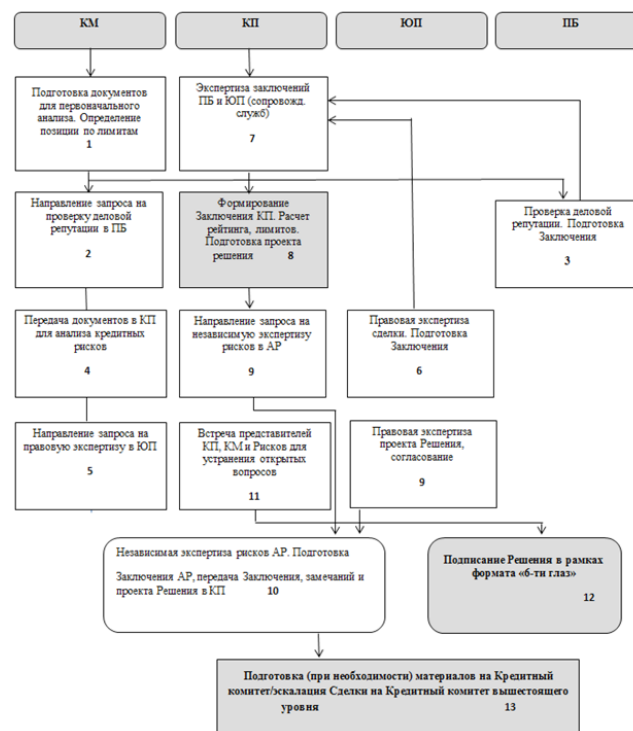 КМ
КП
ЮП
ПБ
Подготовка документов
для первоначального
анализа. Определение
позиции по лимитам
1
Экспертиза заключений
ПБ и ЮП (сопровожд.
служб)
7
Направление запроса на
проверку деловой
репутации в ПБ
2
Формирование
Заключения КП. Расчет
рейтинга, лимитов.
Подготовка проекта
решения 8
Проверка деловой
репутации. Подготовка
Заключения
3
Передача документов в КП
для анализа кредитных
рисков
4
Направление запроса на
независимую экспертизу
рисков в АР
9
Правовая экспертиза
сделки. Подготовка
Заключения
6
Направление запроса на
правовую экспертизу в ЮП
5
Встреча представителей
КП, КМ и Рисков для
устранения открытых
вопросов
11
Правовая экспертиза
проекта Решения,
согласование
9
Независимая экспертиза рисков АР. Подготовка
Заключения АР, передача Заключения, замечаний и
проекта Решения в КП 10
Подписание Решения в рамках
формата «6-ти глаз»
12
Подготовка (при необходимости) материалов на Кредитный
комитет/эскалация Сделки на Кредитный комитет вышестоящего
уровня 13